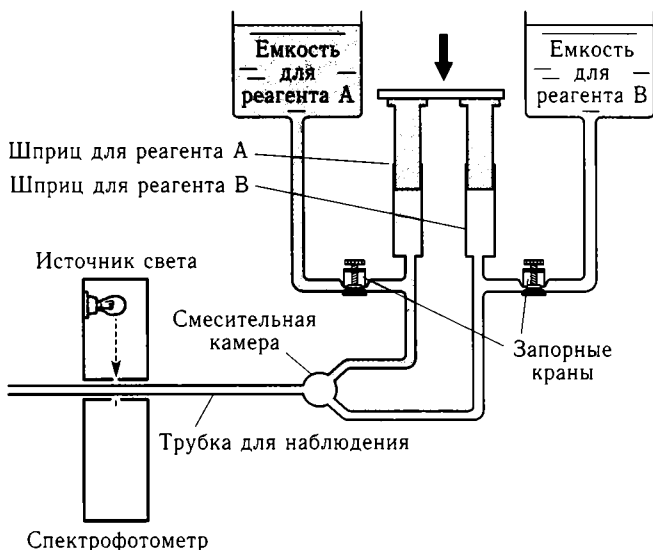 Емкость
для
реагента A
Емкость
для
реагента B
Шприц для реагента A
Шприц для реагента B
Источник света
Смесительная
камера
Запорные
краны
Трубка для наблюдения
Спектрофотометр